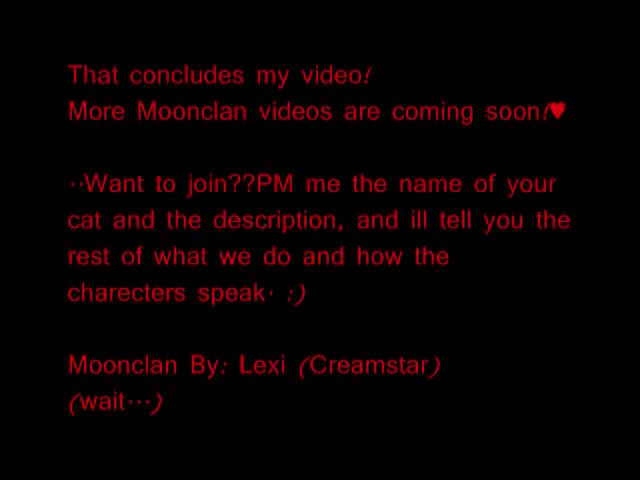 That concludes my video!
More Moonclan videos are coming soon!♥
··Want to join??PM me the name of your
cat and the description, and ill tell you the
rest of what we do and how the
charecters speak· :)
Moonclan By: Lexi (Creamstar)
(wait···)